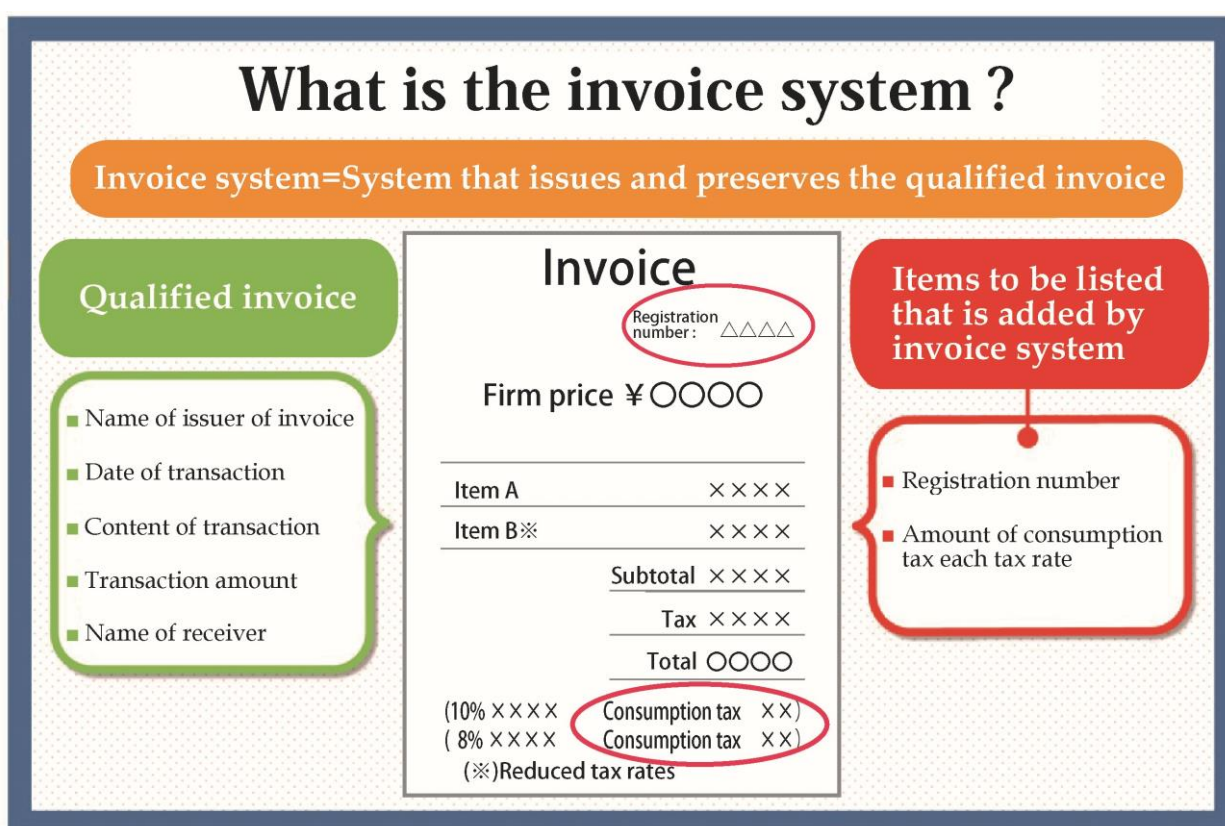 What is the invoice system ?
Invoice system=System that issues and preserves the qualified invoice
Qualified invoice
■ Name of issuer of invoice
■ Date of transaction
■ Content of transaction
■ Transaction amount
■ Name of receiver
Invoice
Registration
number : △△△△
Firm price ¥○○○○
Item A ××××
Item B※ ××××
Subtotal ××××
Tax ××××
Total ○○○○
(10% ×××× Consumption tax ××)
( 8% ×××× Consumption tax ××)
(※)Reduced tax rates
Items to be listed
that is added by
invoice system
■ Registration number
■ Amount of consumption
tax each tax rate